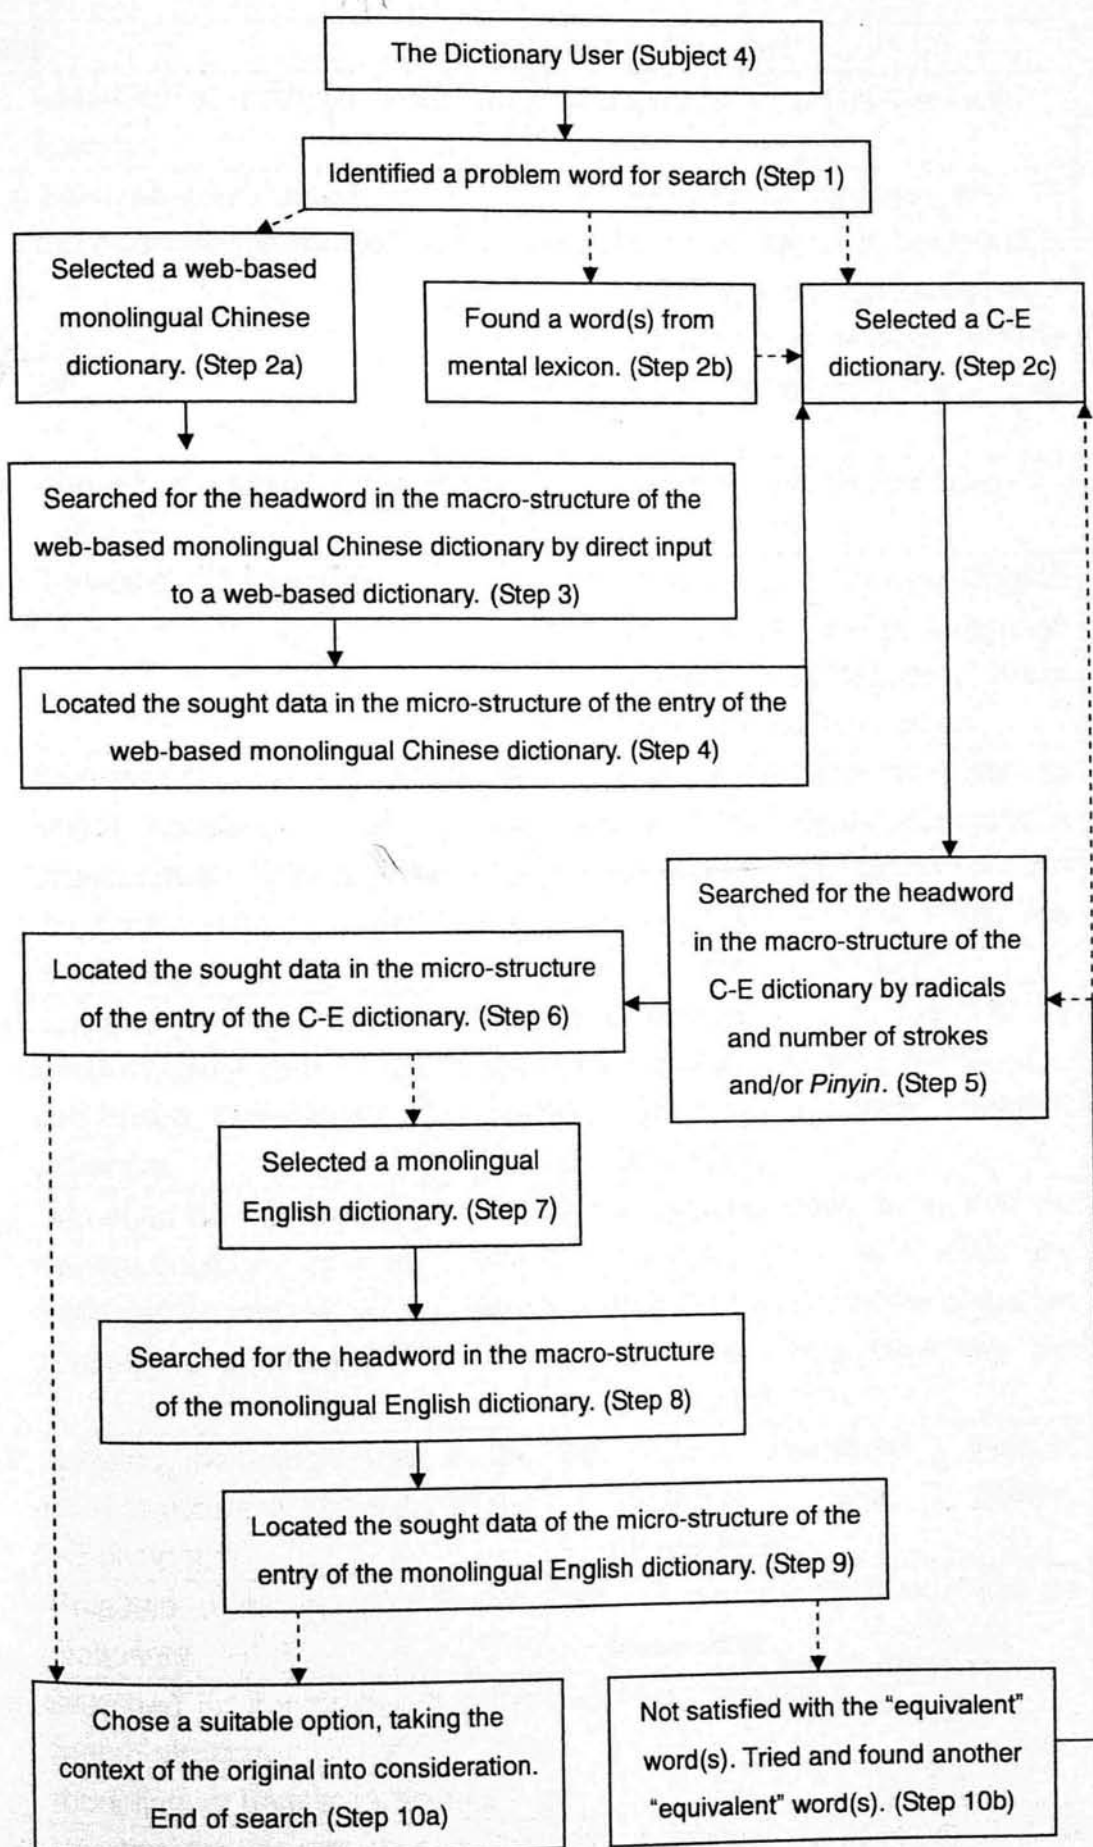 The Dictionary User (Subject 4)
Identified a problem word for search (Step 1)
Selected a web-based
monolingual Chinese
dictionary. (Step 2a)
Found a word(s) from
mental lexicon. (Step 2b)
Selected a C-E
dictionary. (Step 2c)
Searched for the headword in the macro-structure of the
web-based monolingual Chinese dictionary by direct input
to a web-based dictionary. (Step 3)
Located the sought data in the micro-structure of the entry of the
web-based monolingual Chinese dictionary. (Step 4)
Searched for the headword
in the macro-structure of the
C-E dictionary by radicals
and number of strokes
and/or Pinyin. (Step 5)
Located the sought data in the micro-structure
of the entry of the C-E dictionary. (Step 6)
Selected a monolingual
English dictionary. (Step 7)
Searched for the headword in the macro-structure
of the monolingual English dictionary. (Step 8)
Located the sought data of the micro-structure of the
entry of the monolingual English dictionary. (Step 9)
Chose a suitable option, taking the
context of the original into consideration.
End of search (Step 10a)
Not satisfied with the “equivalent”
word(s). Tried and found another
“equivalent” word(s). (Step 10b)